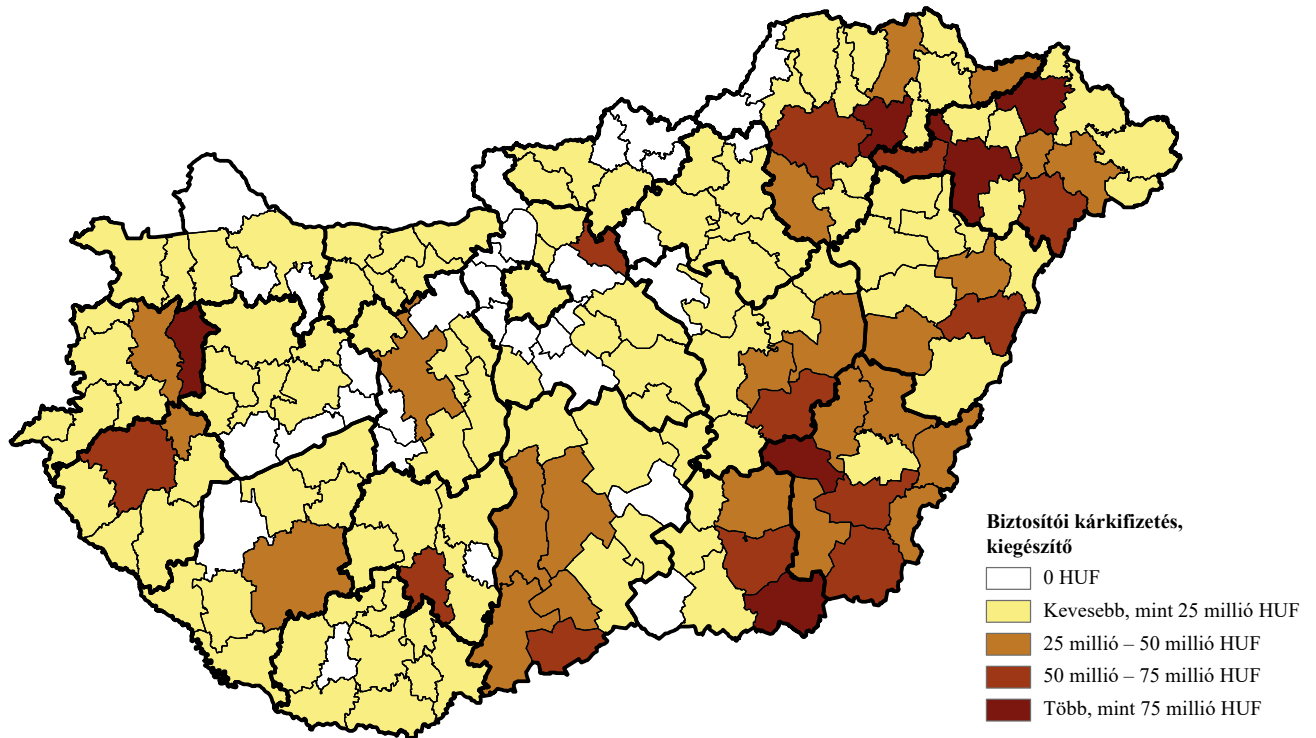 Biztosítói kárkifizetés,
kiegészítő
0 HUF
Kevesebb, mint 25 millió HUF
25 millió – 50 millió HUF
50 millió – 75 millió HUF
Több, mint 75 millió HUF